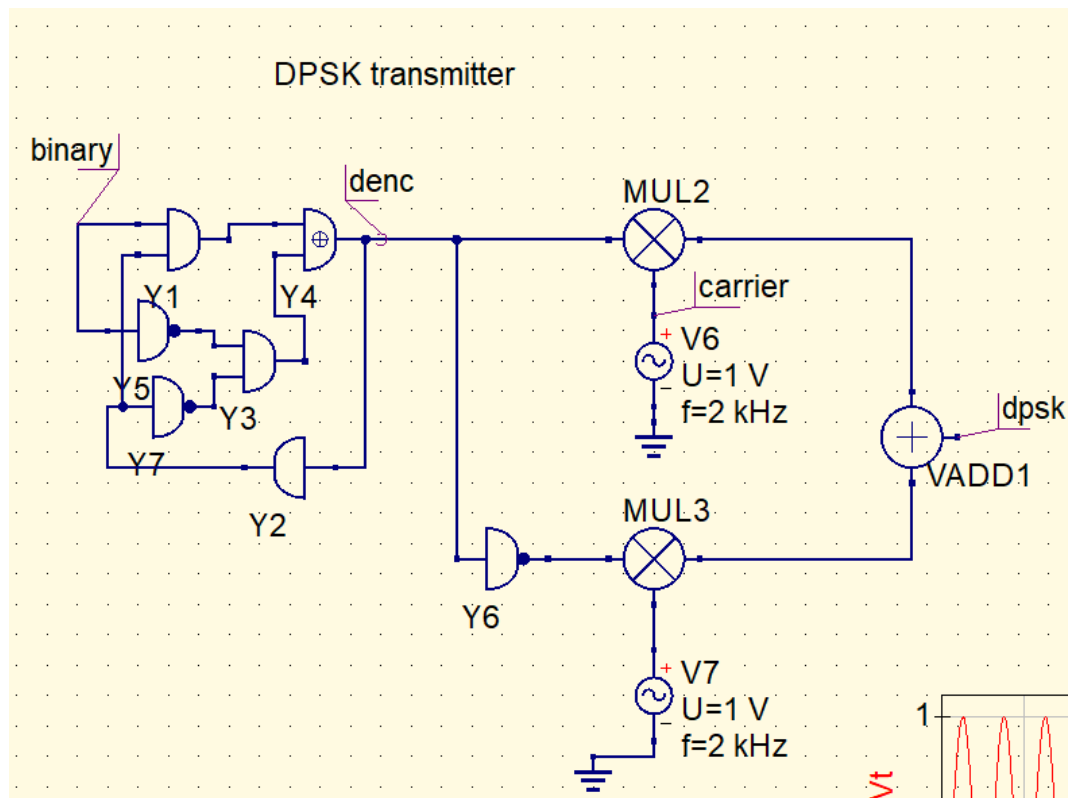 DPSK transmitter
binary
denc
MUL2
Y1
Y4
carrier
+ V6
U=1 V
f=2 kHz
Y5
Y3
dpsk
Y7
VADD1
Y2
MUL3
Y6
+ V7
U=1 V
f=2 kHz
1
Vt